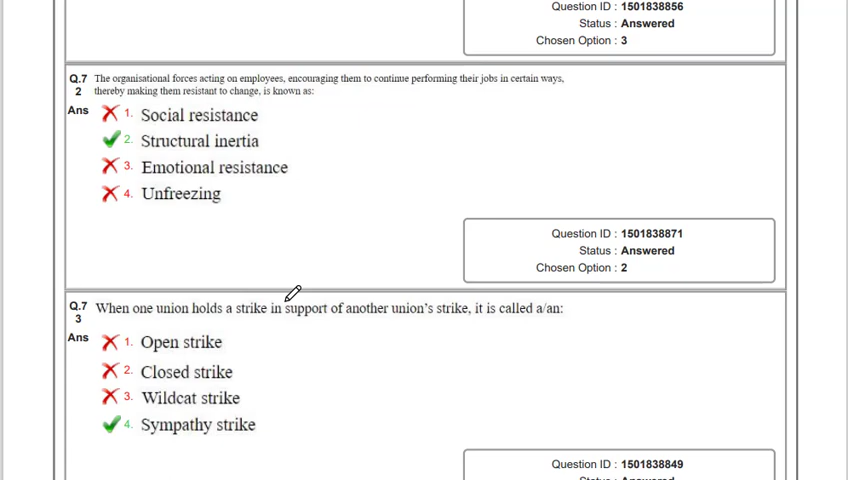 Question ID : 1501838856
Status : Answered
Chosen Option : 3
Q.7 The organisational forces acting on employees, encouraging them to continue performing their jobs in certain ways,
2 thereby making them resistant to change, is known as:
Ans 1. Social resistance
2. Structural inertia
3. Emotional resistance
4. Unfreezing
Question ID : 1501838871
Status : Answered
Chosen Option : 2
Q.7 When one union holds a strike in support of another union's strike, it is called a/an:
3
Ans 1. Open strike
2. Closed strike
3. Wildcat strike
4. Sympathy strike
Question ID : 1501838849
Status : Answered